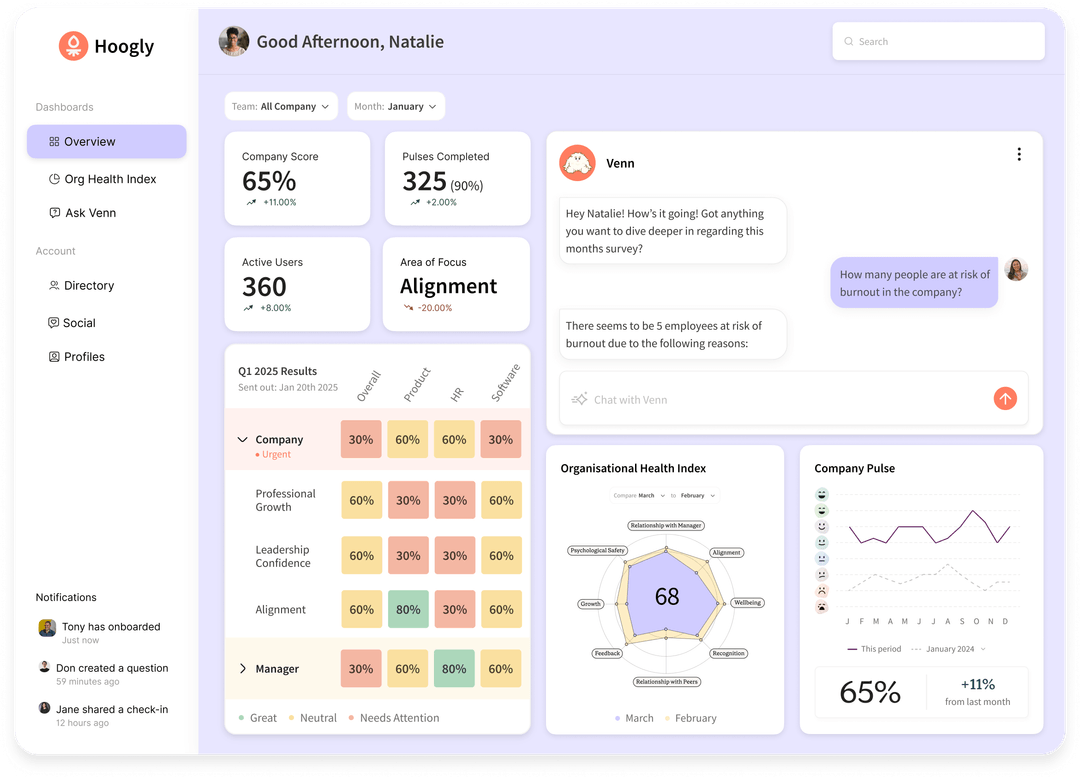 Hoogly
Dashboards
Overview
Org Health Index
Ask Venn
Account
Directory
Social
Profiles
Notifications
Tony has onboarded
Just now
Don created a question
59 minutes ago
Jane shared a check-in
12 hours ago
Good Afternoon, Natalie
Search
Team: All Company
Month: January
Company Score
65%
+11.00%
Pulses Completed
325 (90%)
+2.00%
Active Users
360
+8.00%
Area of Focus
Alignment
-20.00%
Venn
Hey Natalie! How's it going! Got anything
you want to dive deeper in regarding this
months survey?
How many people are at risk of
burnout in the company?
There seems to be 5 employees at risk of
burnout due to the following reasons:
Chat with Venn
Q1 2025 Results
Sent out: Jan 20th 2025
Overall Product HR Software
Company 30% 60% 60% 30%
Urgent
Professional
Growth 60% 30% 30% 60%
Leadership
Confidence 60% 30% 30% 60%
Alignment 60% 80% 30% 60%
Manager 30% 60% 80% 60%
Great Neutral Needs Attention
Organisational Health Index
Compare March to February
Relationship with Manager
Psychological Safety
Alignment
68
Growth
Wellbeing
Feedback
Recognition
Relationship with Peers
March February
Company Pulse
J F M A M J J A S O N D
This period January 2024
65%
+11%
from last month